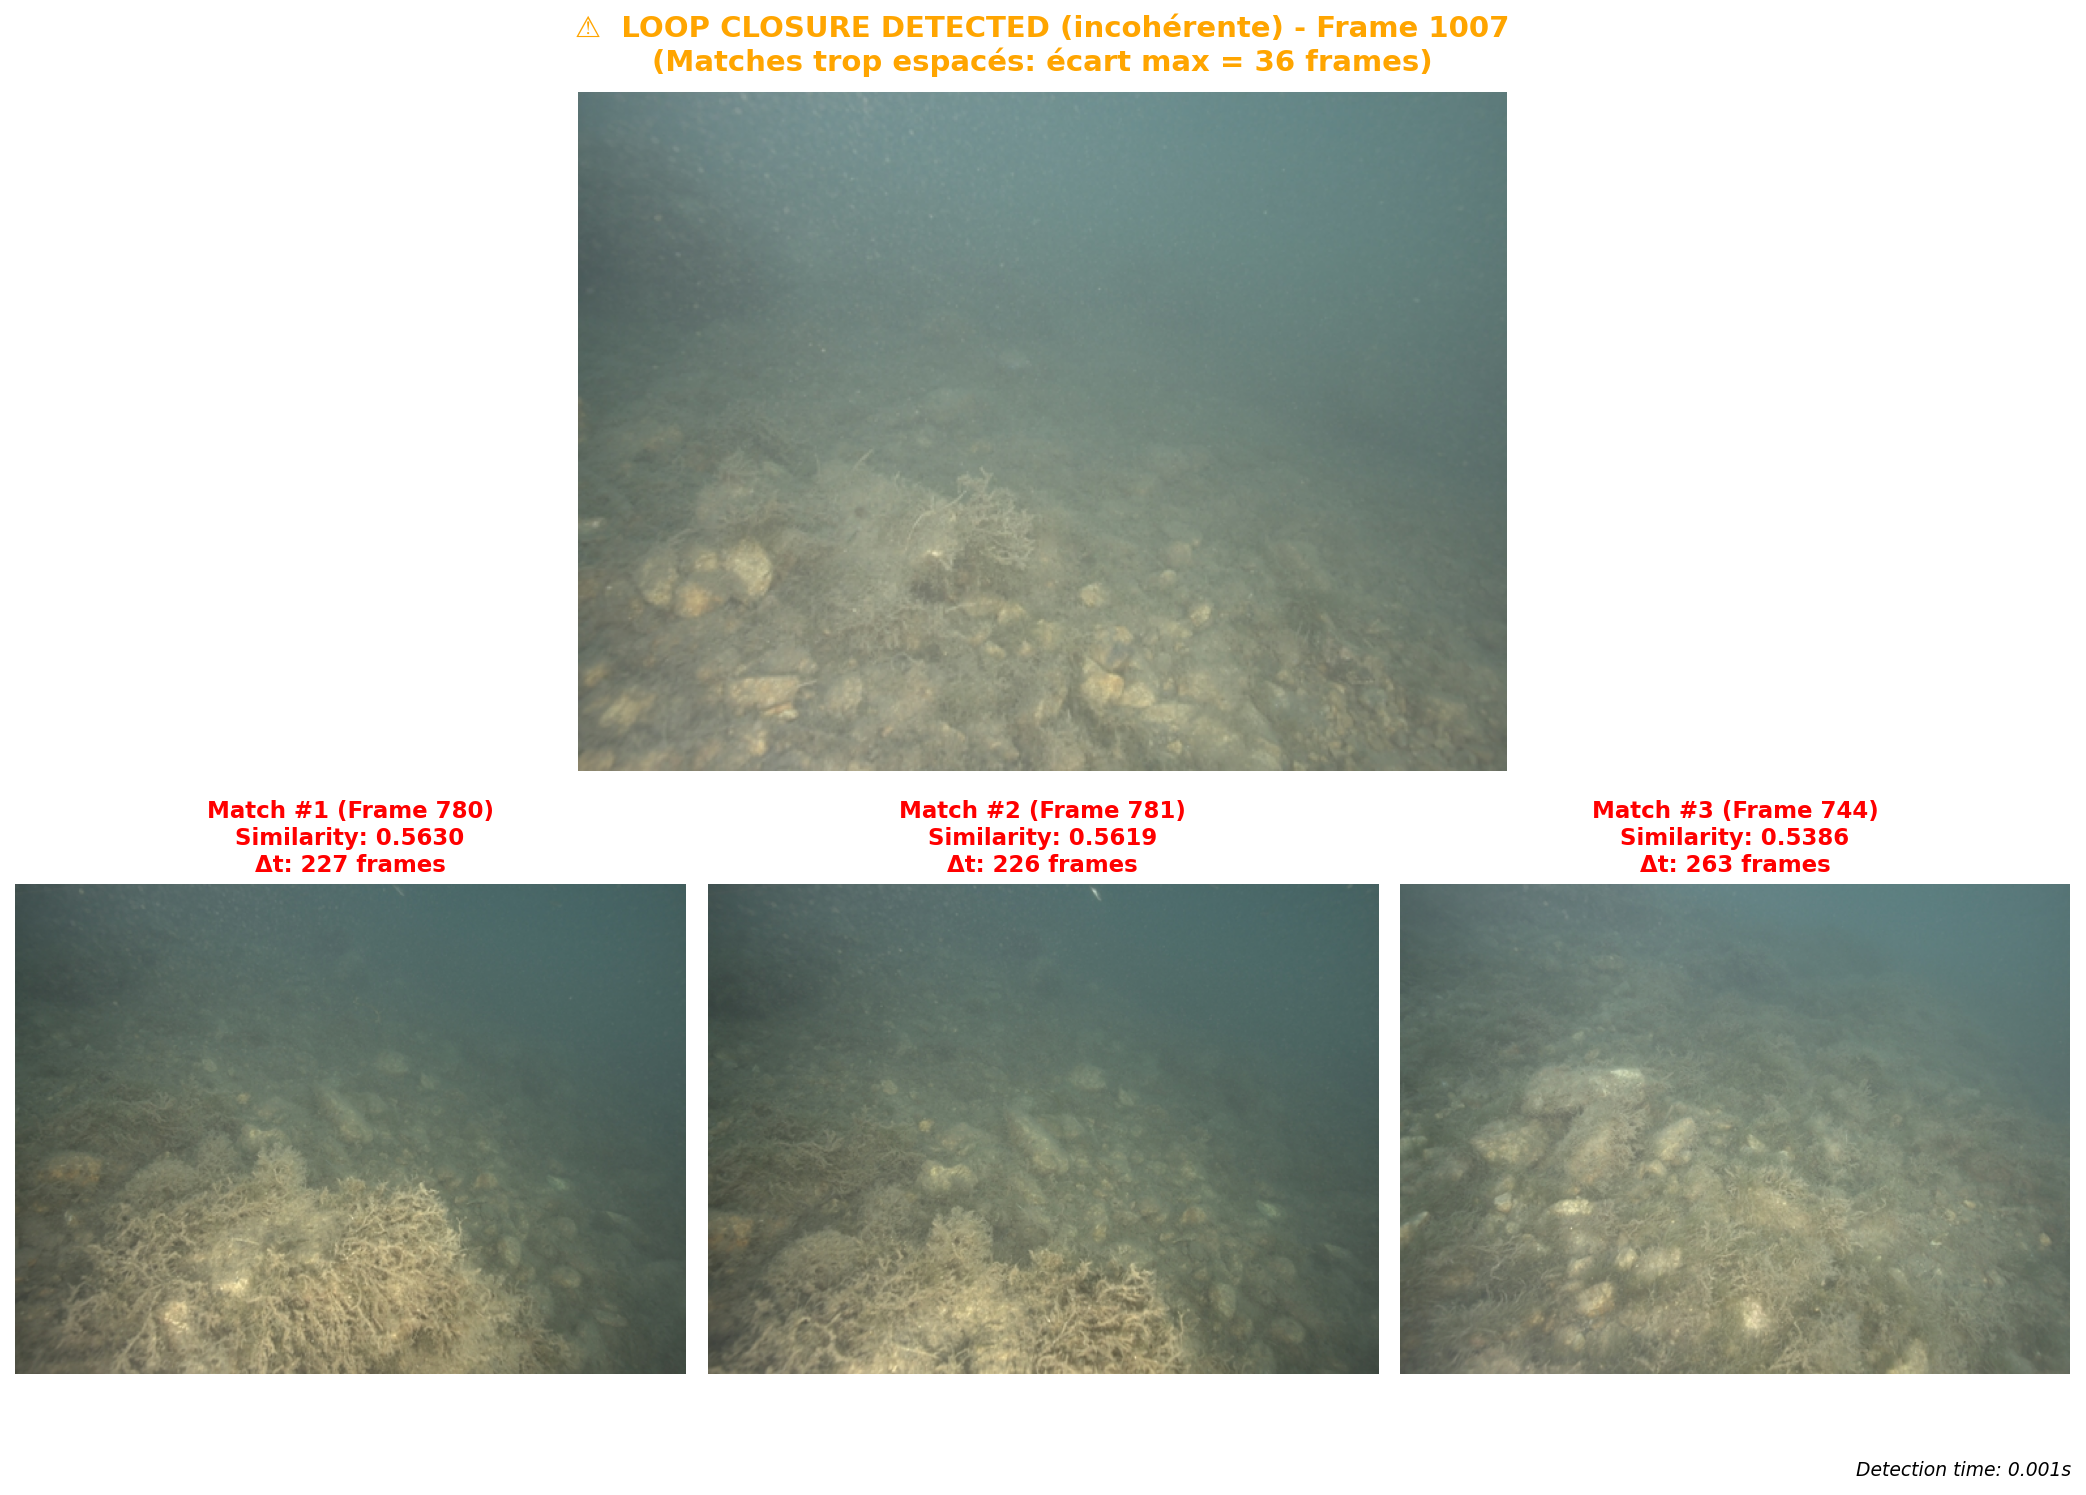 ⚠ LOOP CLOSURE DETECTED (incohérente) - Frame 1007
(Matches trop espacés: écart max = 36 frames)
Match #1 (Frame 780)
Similarity: 0.5630
Δt: 227 frames
Match #2 (Frame 781)
Similarity: 0.5619
Δt: 226 frames
Match #3 (Frame 744)
Similarity: 0.5386
Δt: 263 frames
Detection time: 0.001s